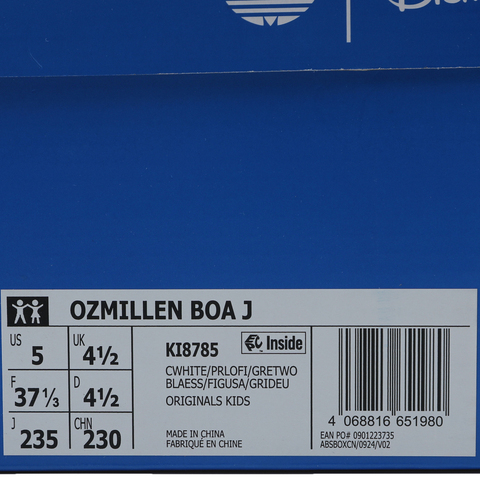 OZMILLEN BOA J
US 5 UK 4½
F 37⅓ D 4½
J 235 CHN 230
KI8785 Inside
CWHITE/PRLOFI/GRETWO
BLAESS/FIGUSA/GRIDEU
ORIGINALS KIDS
MADE IN CHINA
FABRIQUÉ EN CHINE
4 068816 651980
EAN PO# 0901223735
ABSBOXCN/0924/V02